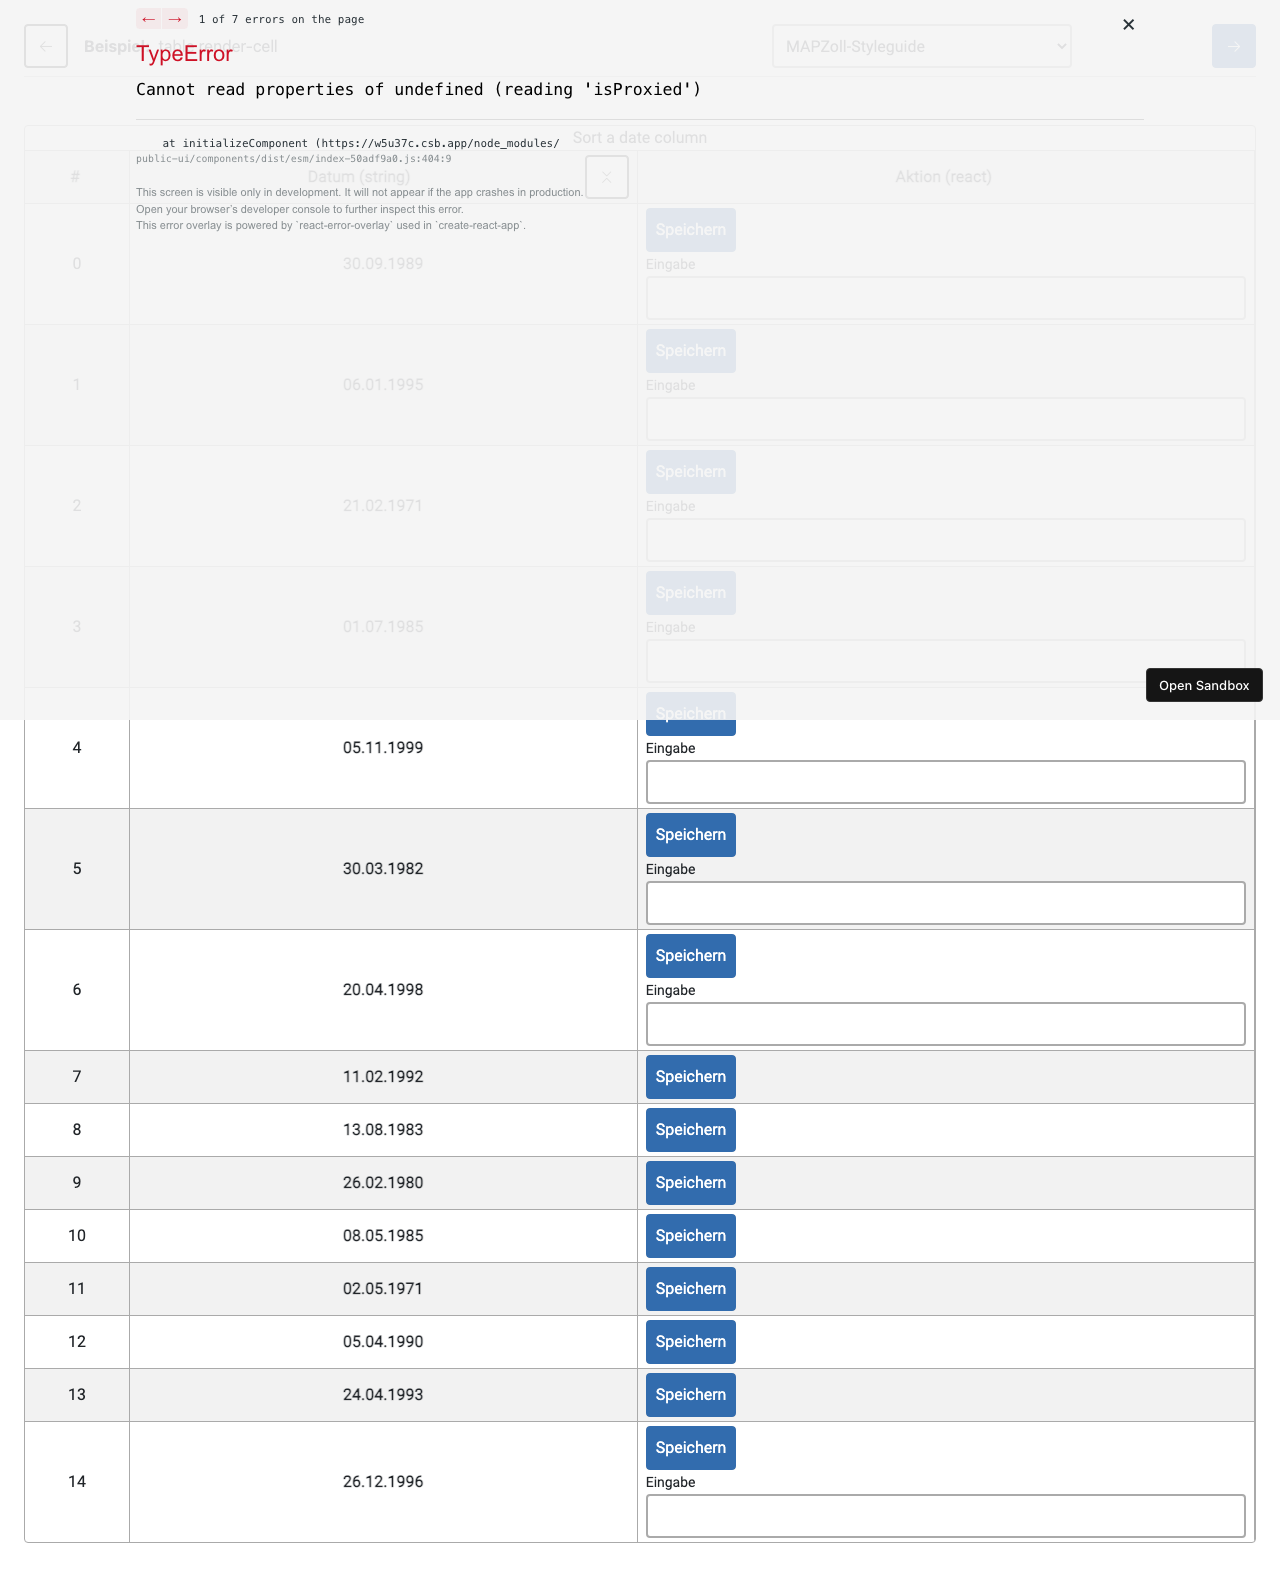 ← → 1 of 7 errors on the page ×
← Beispiel table render-cell MAPZoll-Styleguide →
TypeError
Cannot read properties of undefined (reading 'isProxied')
Sort a date column
at initializeComponent (https://w5u37c.csb.app/node_modules/
public-ui/components/dist/esm/index-50adf9a0.js:404:9
# Datum (string) Aktion (react)
This screen is visible only in development. It will not appear if the app crashes in production.
Open your browser's developer console to further inspect this error.
This error overlay is powered by `react-error-overlay` used in `create-react-app`.
0 30.09.1989 Speichern
Eingabe
1 06.01.1995 Speichern
Eingabe
2 21.02.1971 Speichern
Eingabe
3 01.07.1985 Speichern
Eingabe
Open Sandbox
4 05.11.1999 Speichern
Eingabe
5 30.03.1982 Speichern
Eingabe
6 20.04.1998 Speichern
Eingabe
7 11.02.1992 Speichern
8 13.08.1983 Speichern
9 26.02.1980 Speichern
10 08.05.1985 Speichern
11 02.05.1971 Speichern
12 05.04.1990 Speichern
13 24.04.1993 Speichern
14 26.12.1996 Speichern
Eingabe